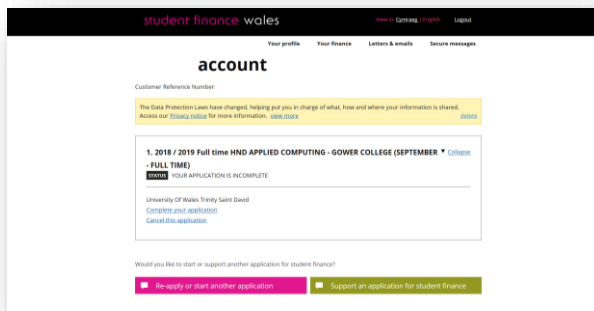 student finance wales
View in: Cymraeg | English Logout
Your profile Your finance Letters & emails Secure messages
account
Customer Reference Number:
The Data Protection Laws have changed, helping put you in charge of what, how and where your information is shared.
Access our Privacy notice for more information. view more delete
1. 2018 / 2019 Full time HND APPLIED COMPUTING - GOWER COLLEGE (SEPTEMBER ▼ Collapse
- FULL TIME)
STATUS YOUR APPLICATION IS INCOMPLETE
University Of Wales Trinity Saint David
Complete your application
Cancel this application
Would you like to start or support another application for student finance?
Re-apply or start another application Support an application for student finance